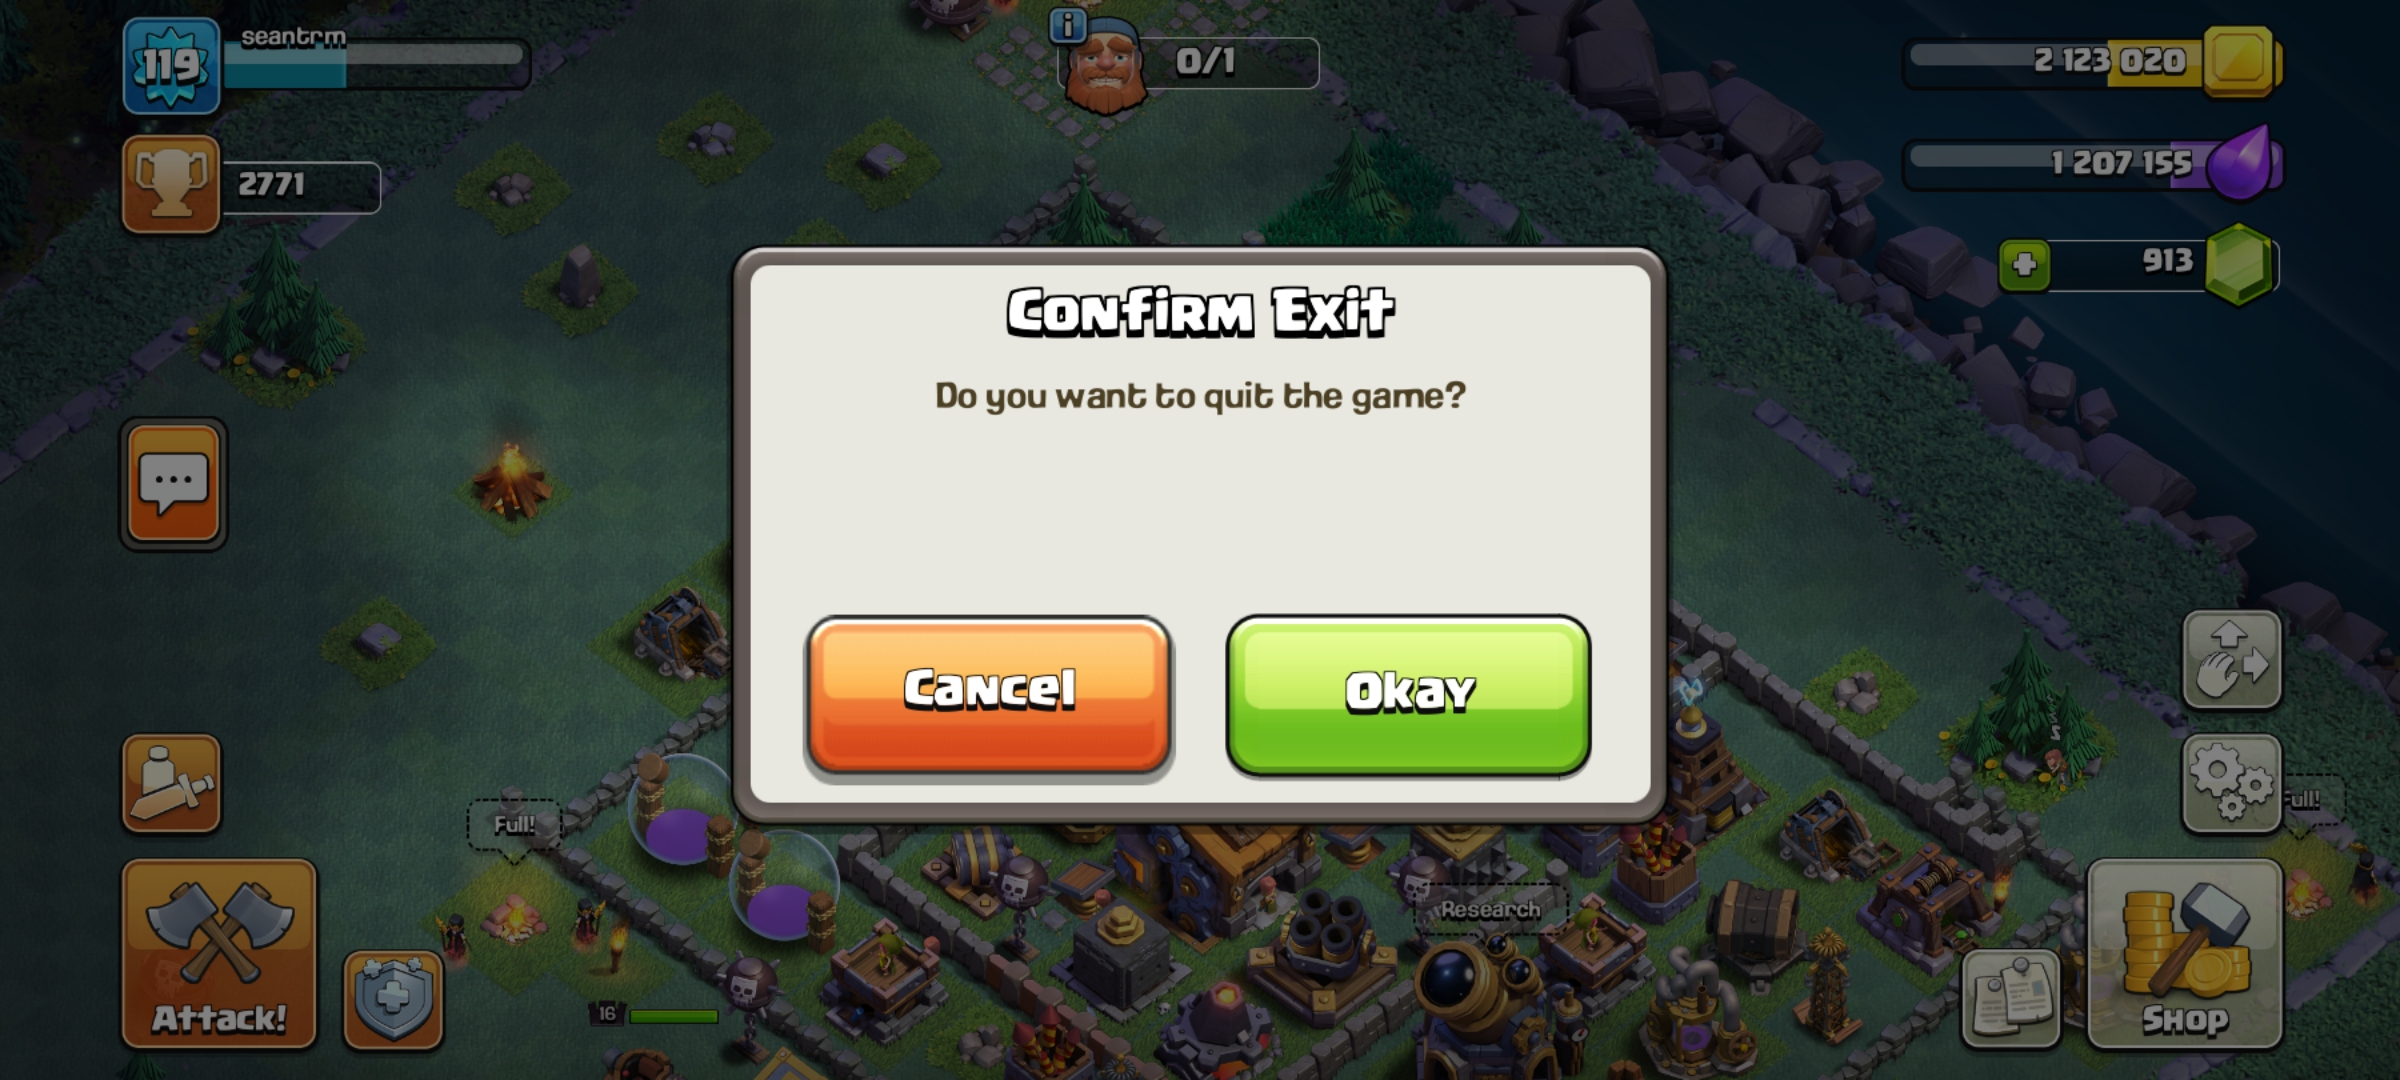 119
seantrm
i
0/1
2 123 020
2771
1 207 155
913
Confirm Exit
Do you want to quit the game?
Cancel
Okay
Full!
Full!
Research
16
Attack!
Shop